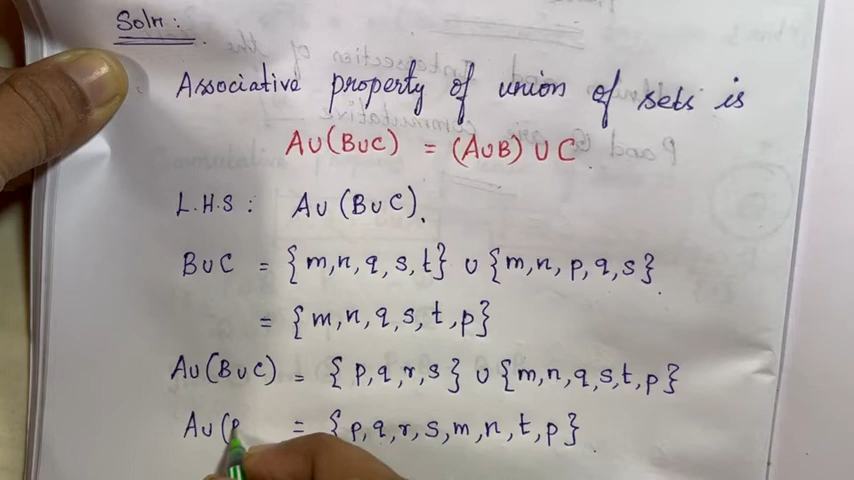 Soln:
Associative property of union of sets is
A∪(B∪C) = (A∪B)∪C
L.H.S : A∪(B∪C).
B∪C = {m,n,q,s,t} ∪ {m,n,p,q,s}
= {m,n,q,s,t,p}
A∪(B∪C) = {p,q,r,s} ∪ {m,n,q,s,t,p}
A∪( = {p,q,r,s,m,n,t,p}